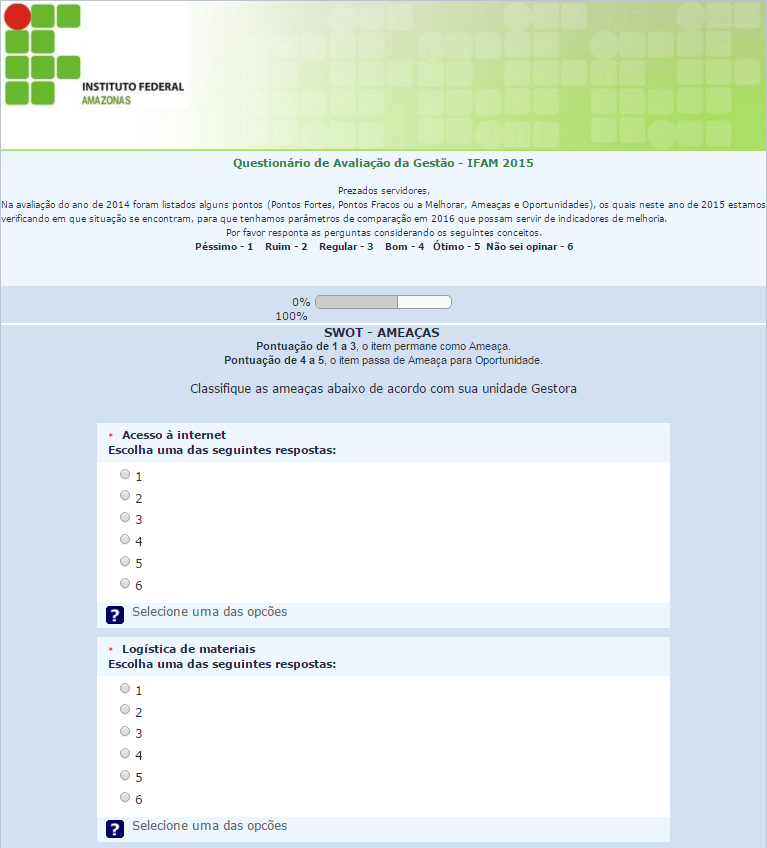 INSTITUTO FEDERAL
AMAZONAS
Questionário de Avaliação da Gestão - IFAM 2015
Prezados servidores,
Na avaliação do ano de 2014 foram listados alguns pontos (Pontos Fortes, Pontos Fracos ou a Melhorar, Ameaças e Oportunidades), os quais neste ano de 2015 estamos
verificando em que situação se encontram, para que tenhamos parâmetros de comparação em 2016 que possam servir de indicadores de melhoria.
Por favor responta as perguntas considerando os seguintes conceitos.
Péssimo - 1 Ruim - 2 Regular - 3 Bom - 4 Ótimo - 5 Não sei opinar - 6
0%
100%
SWOT - AMEAÇAS
Pontuação de 1 a 3, o item permane como Ameaça.
Pontuação de 4 a 5, o item passa de Ameaça para Oportunidade.
Classifique as ameaças abaixo de acordo com sua unidade Gestora
* Acesso à internet
Escolha uma das seguintes respostas:
1
2
3
4
5
6
? Selecione uma das opcões
* Logística de materiais
Escolha uma das seguintes respostas:
1
2
3
4
5
6
? Selecione uma das opcões